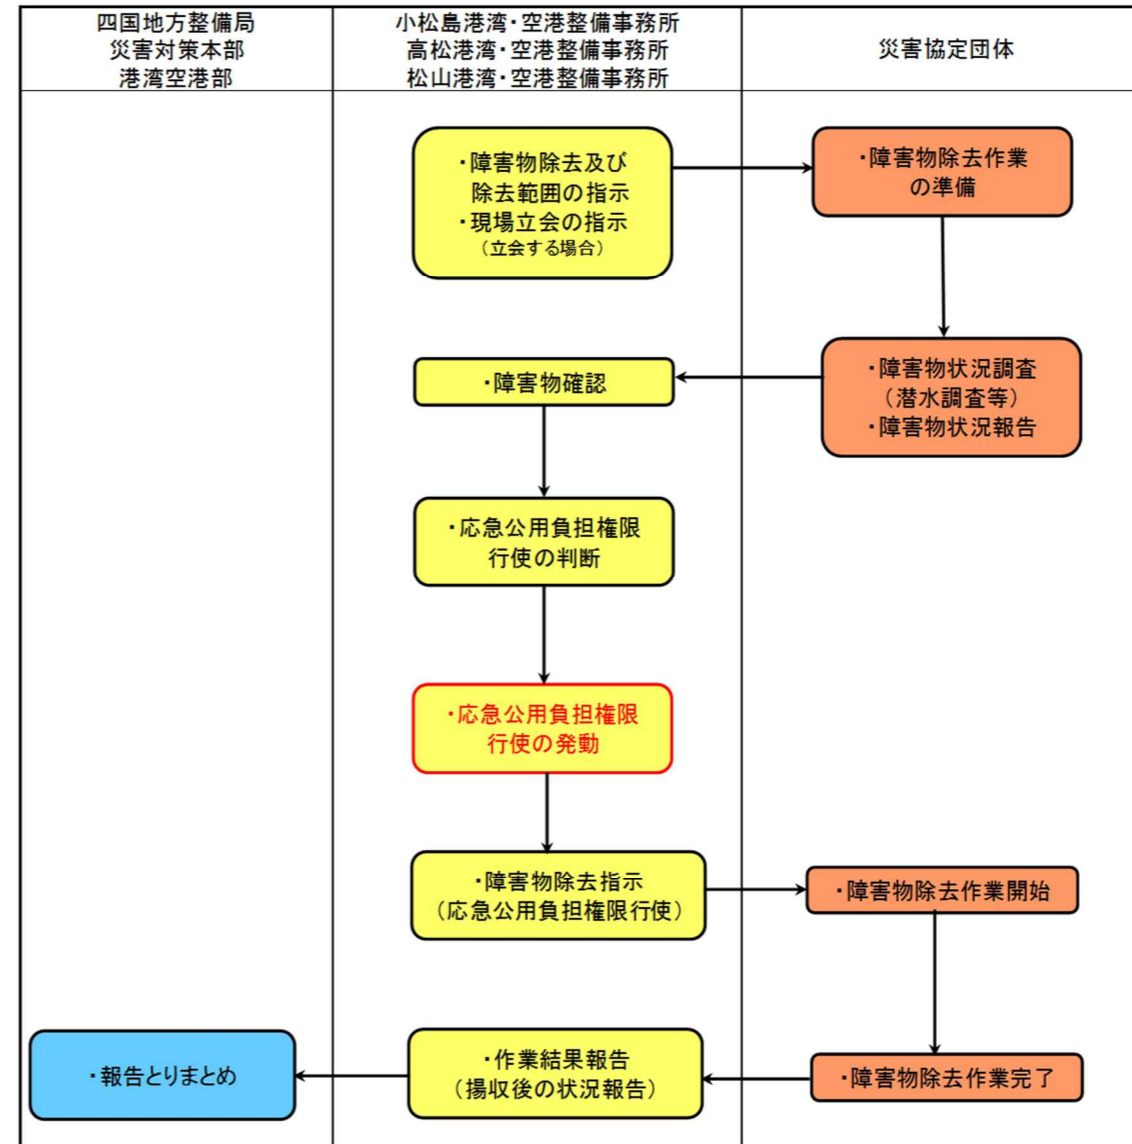 四国地方整備局
災害対策本部
港湾空港部
小松島港湾・空港整備事務所
高松港湾・空港整備事務所
松山港湾・空港整備事務所
災害協定団体
・障害物除去及び
除去範囲の指示
・現場立会の指示
（立会する場合）
・障害物除去作業
の準備
・障害物状況調査
（潜水調査等）
・障害物状況報告
・障害物確認
・応急公用負担権限
行使の判断
・応急公用負担権限
行使の発動
・障害物除去指示
（応急公用負担権限行使）
・障害物除去作業開始
・障害物除去作業完了
・作業結果報告
（揚収後の状況報告）
・報告とりまとめ